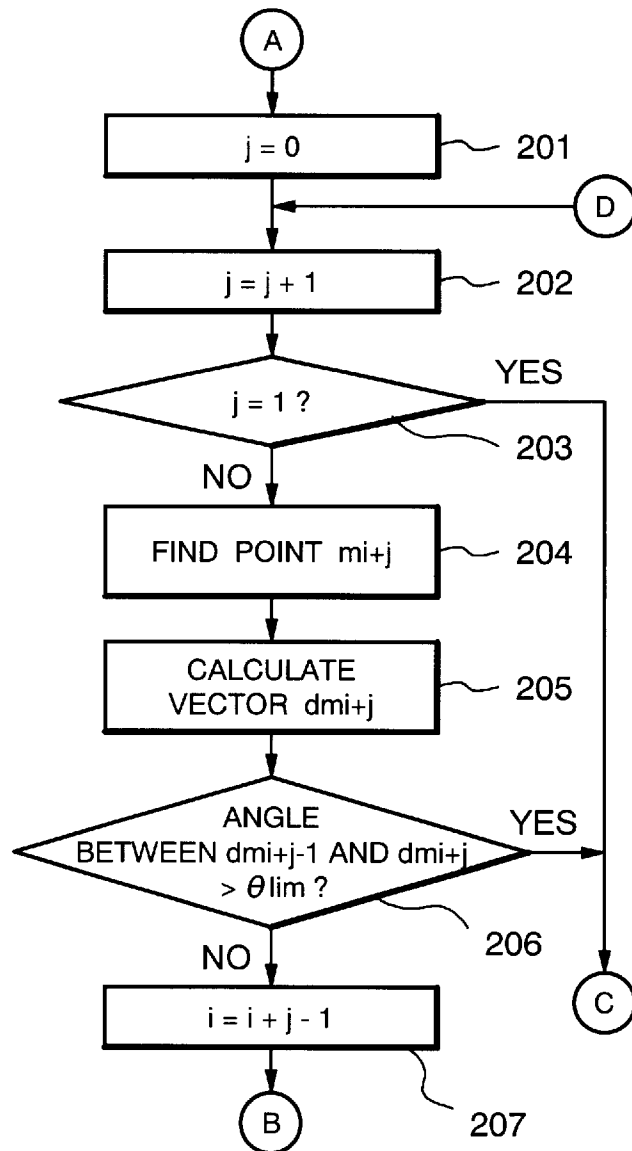 A
j = 0
201
D
j = j + 1
202
YES
j = 1 ?
203
NO
FIND POINT mi+j
204
CALCULATE
VECTOR dmi+j
205
ANGLE
BETWEEN dmi+j-1 AND dmi+j
> θlim ?
YES
206
NO
C
i = i + j - 1
207
B